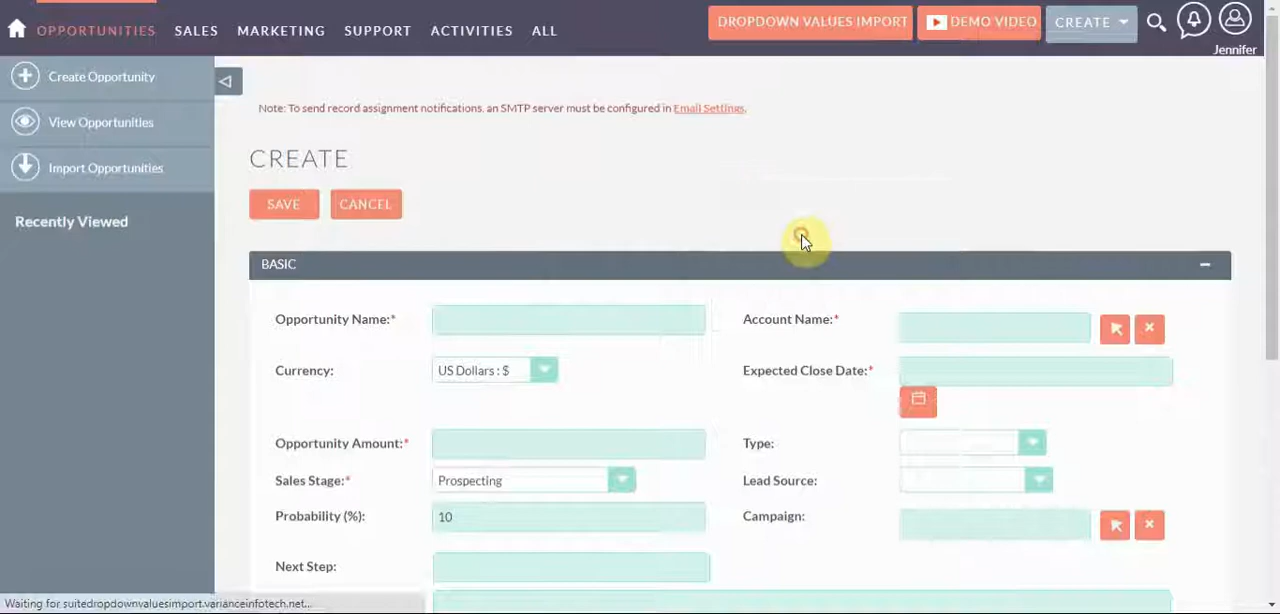 OPPORTUNITIES SALES MARKETING SUPPORT ACTIVITIES ALL DROPDOWN VALUES IMPORT DEMO VIDEO CREATE
Jennifer
Create Opportunity
View Opportunities
Import Opportunities
Recently Viewed
Note: To send record assignment notifications, an SMTP server must be configured in Email Settings.
CREATE
SAVE CANCEL
BASIC
Opportunity Name:* Account Name:*
Currency: US Dollars : $ Expected Close Date:*
Opportunity Amount:* Type:
Sales Stage:* Prospecting Lead Source:
Probability (%): 10 Campaign:
Next Step:
Waiting for suitedropdownvaluesimport.varianceinfotech.net...